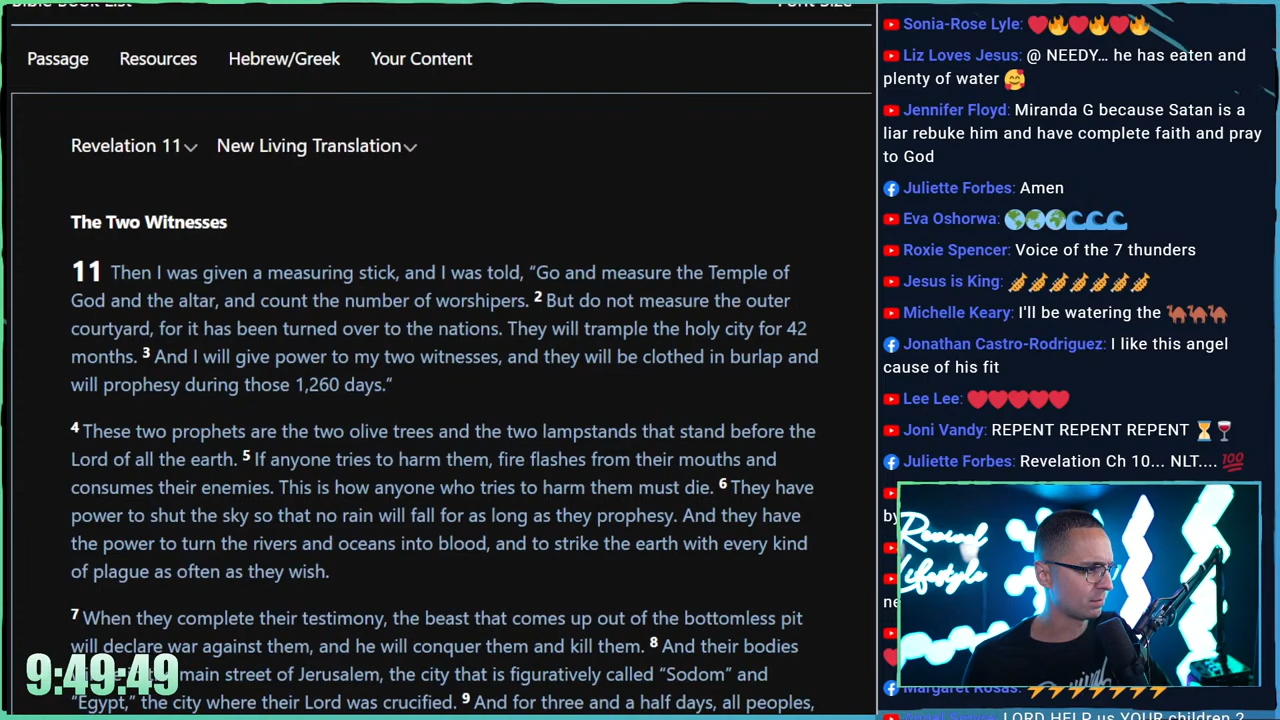 Passage Resources Hebrew/Greek Your Content
Revelation 11 New Living Translation
The Two Witnesses
11 Then I was given a measuring stick, and I was told, “Go and measure the Temple of
God and the altar, and count the number of worshipers. 2 But do not measure the outer
courtyard, for it has been turned over to the nations. They will trample the holy city for 42
months. 3 And I will give power to my two witnesses, and they will be clothed in burlap and
will prophesy during those 1,260 days.”
4 These two prophets are the two olive trees and the two lampstands that stand before the
Lord of all the earth. 5 If anyone tries to harm them, fire flashes from their mouths and
consumes their enemies. This is how anyone who tries to harm them must die. 6 They have
power to shut the sky so that no rain will fall for as long as they prophesy. And they have
the power to turn the rivers and oceans into blood, and to strike the earth with every kind
of plague as often as they wish.
7 When they complete their testimony, the beast that comes up out of the bottomless pit
will declare war against them, and he will conquer them and kill them. 8 And their bodies
main street of Jerusalem, the city that is figuratively called “Sodom” and
“Egypt,” the city where their Lord was crucified. 9 And for three and a half days, all peoples,
9:49:49
Sonia-Rose Lyle: ❤️🔥❤️🔥❤️🔥
Liz Loves Jesus: @ NEEDY… he has eaten and
plenty of water 🥰
Jennifer Floyd: Miranda G because Satan is a
liar rebuke him and have complete faith and pray
to God
Juliette Forbes: Amen
Eva Oshorwa: 🌎🌏🌍🌊🌊🌊
Roxie Spencer: Voice of the 7 thunders
Jesus is King: 🎺🎺🎺🎺🎺🎺
Michelle Keary: I'll be watering the 🐪🐪🐪
Jonathan Castro-Rodriguez: I like this angel
cause of his fit
Lee Lee: ❤️❤️❤️❤️❤️
Joni Vandy: REPENT REPENT REPENT ⏳🍷
Juliette Forbes: Revelation Ch 10... NLT.... 💯
by
ne
Revival
Lifestyle
Margaret Rosas: ⚡⚡⚡⚡⚡⚡⚡
LORD HELP us YOUR children ?